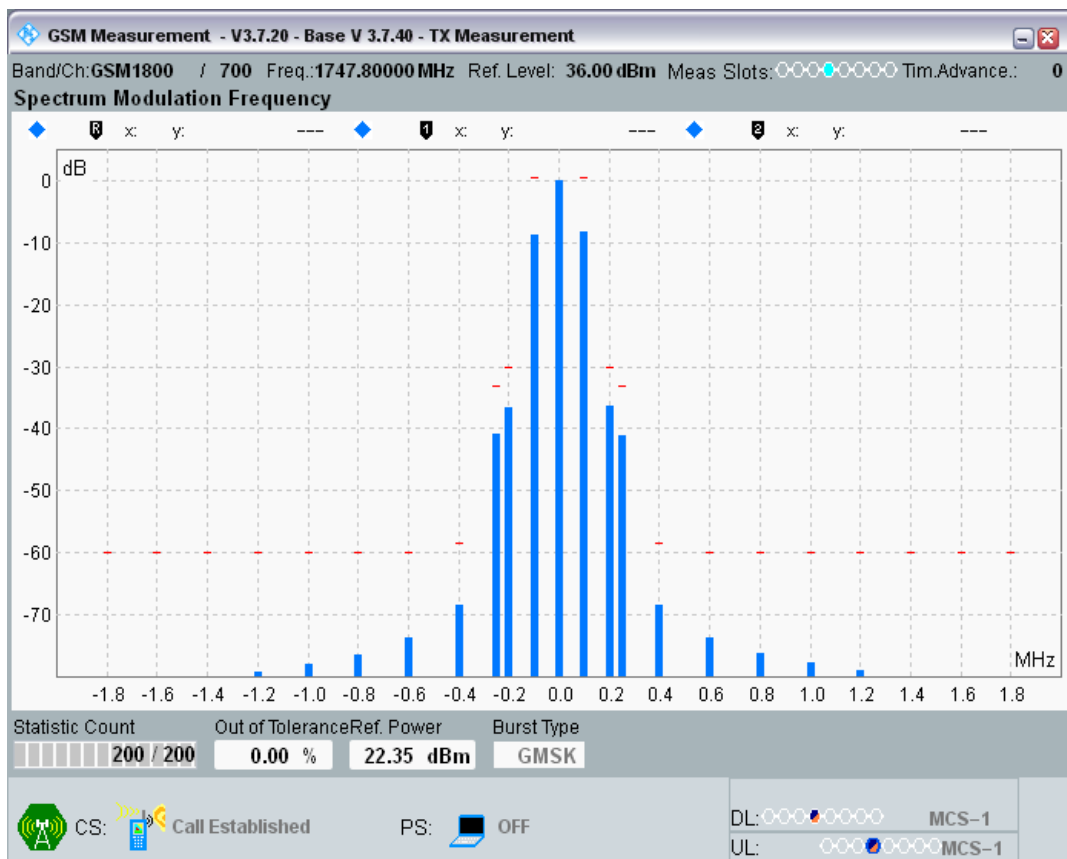 GSM Measurement - V3.7.20 - Base V 3.7.40 - TX Measurement
Band/Ch:GSM1800 / 700 Freq.:1747.80000 MHz Ref. Level: 36.00 dBm Meas Slots: Tim.Advance.: 0
Spectrum Modulation Frequency
R x: y: --- 1 x: y: --- 2 x: y: ---
dB
0
-10
-20
-30
-40
-50
-60
-70
MHz
-1.8 -1.6 -1.4 -1.2 -1.0 -0.8 -0.6 -0.4 -0.2 0.0 0.2 0.4 0.6 0.8 1.0 1.2 1.4 1.6 1.8
Statistic Count Out of Tolerance Ref. Power Burst Type
200 / 200 0.00 % 22.35 dBm GMSK
CS: Call Established PS: OFF DL: MCS-1
UL: MCS-1